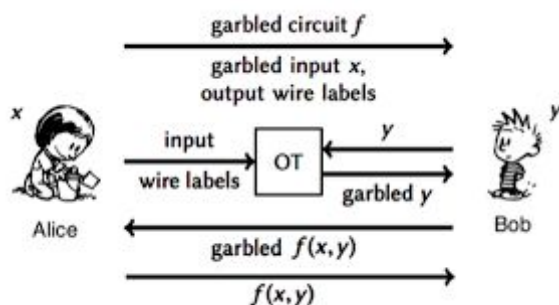 garbled circuit f
garbled input x,
output wire labels
x
y
input
y
OT
wire labels
garbled y
Alice
Bob
garbled f(x,y)
f(x,y)